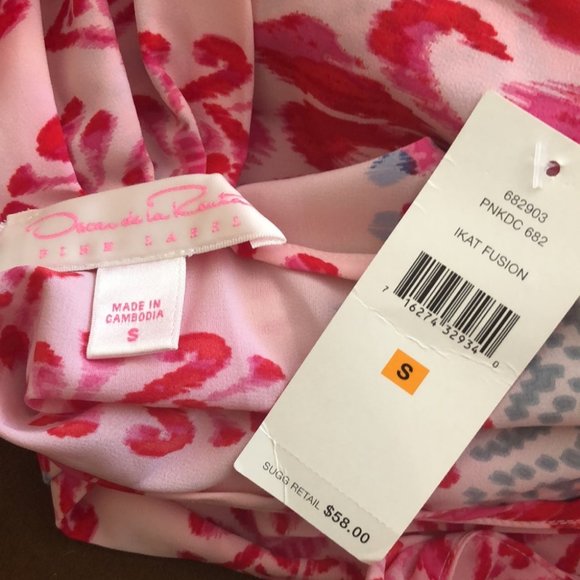 Oscar de la Renta
PINK LABEL
MADE IN
CAMBODIA
S
682903
PNKDC 682
IKAT FUSION
7 16274 32934 0
S
SUGG RETAIL $58.00